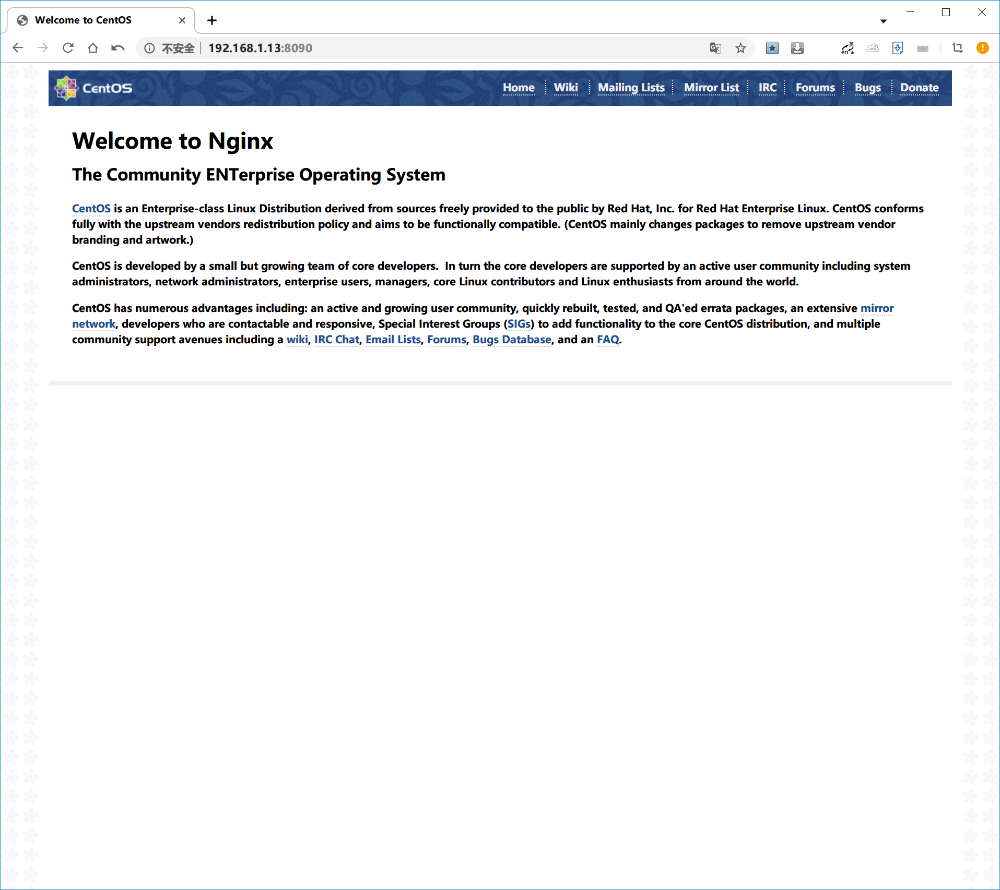 Welcome to CentOS
不安全 192.168.1.13:8090
en 英
CentOS
Home Wiki Mailing Lists Mirror List IRC Forums Bugs Donate
Welcome to Nginx
The Community ENTerprise Operating System
CentOS is an Enterprise-class Linux Distribution derived from sources freely provided to the public by Red Hat, Inc. for Red Hat Enterprise Linux. CentOS conforms
fully with the upstream vendors redistribution policy and aims to be functionally compatible. (CentOS mainly changes packages to remove upstream vendor
branding and artwork.)
CentOS is developed by a small but growing team of core developers.  In turn the core developers are supported by an active user community including system
administrators, network administrators, enterprise users, managers, core Linux contributors and Linux enthusiasts from around the world.
CentOS has numerous advantages including: an active and growing user community, quickly rebuilt, tested, and QA'ed errata packages, an extensive mirror
network, developers who are contactable and responsive, Special Interest Groups (SIGs) to add functionality to the core CentOS distribution, and multiple
community support avenues including a wiki, IRC Chat, Email Lists, Forums, Bugs Database, and an FAQ.